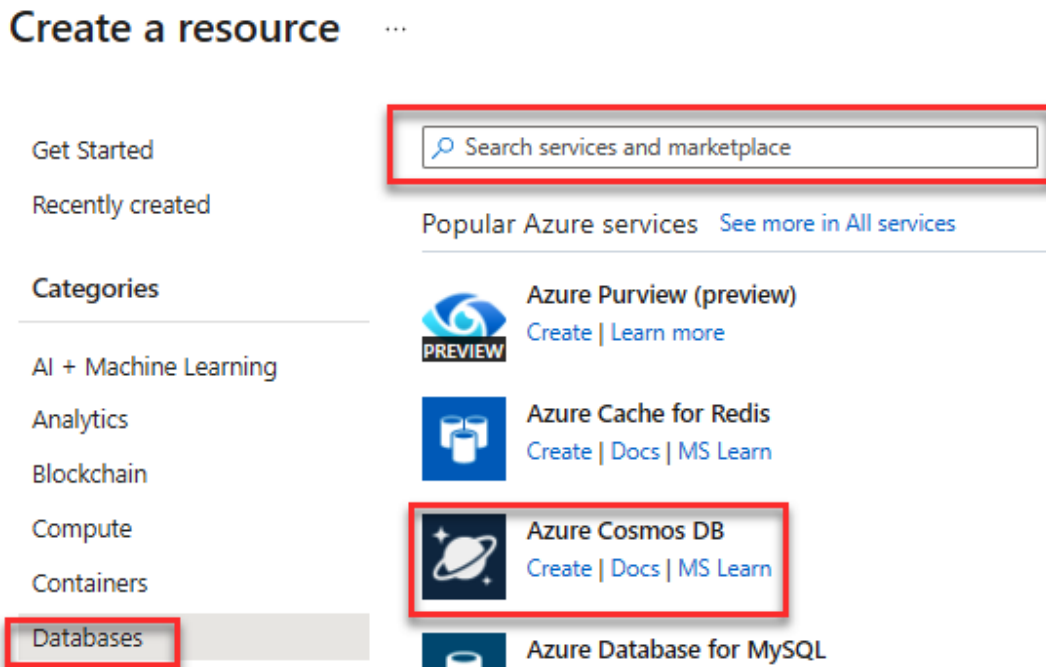 Create a resource ...
Get Started
Recently created
Categories
AI + Machine Learning
Analytics
Blockchain
Compute
Containers
Databases
Search services and marketplace
Popular Azure services See more in All services
PREVIEW
Azure Purview (preview)
Create | Learn more
Azure Cache for Redis
Create | Docs | MS Learn
Azure Cosmos DB
Create | Docs | MS Learn
Azure Database for MySQL